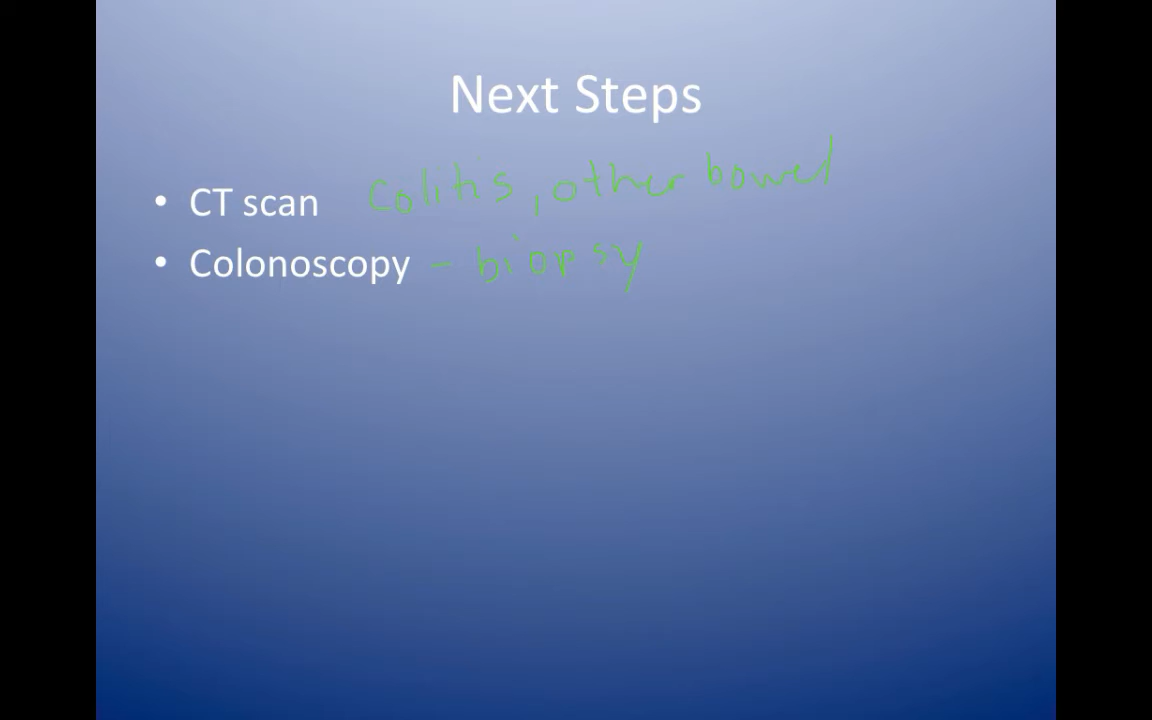 Next Steps
• CT scan colitis, other bowel
• Colonoscopy - biopsy